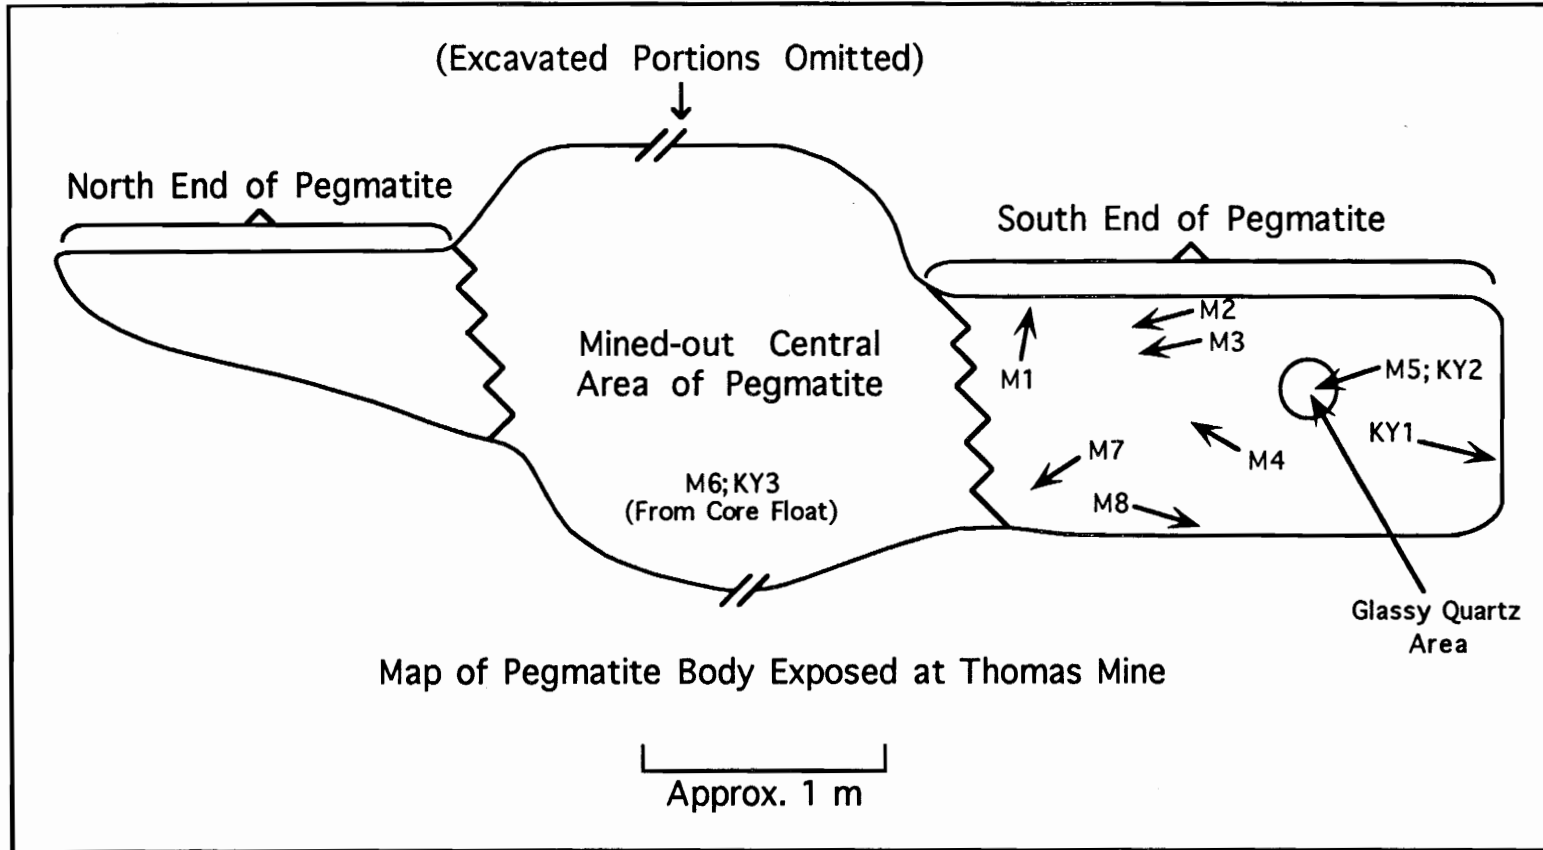 (Excavated Portions Omitted)
North End of Pegmatite
South End of Pegmatite
M2
M3
Mined-out Central
Area of Pegmatite
M1
M5; KY2
KY1
M7
M4
M6; KY3
(From Core Float)
M8
Glassy Quartz
Area
Map of Pegmatite Body Exposed at Thomas Mine
Approx. 1 m